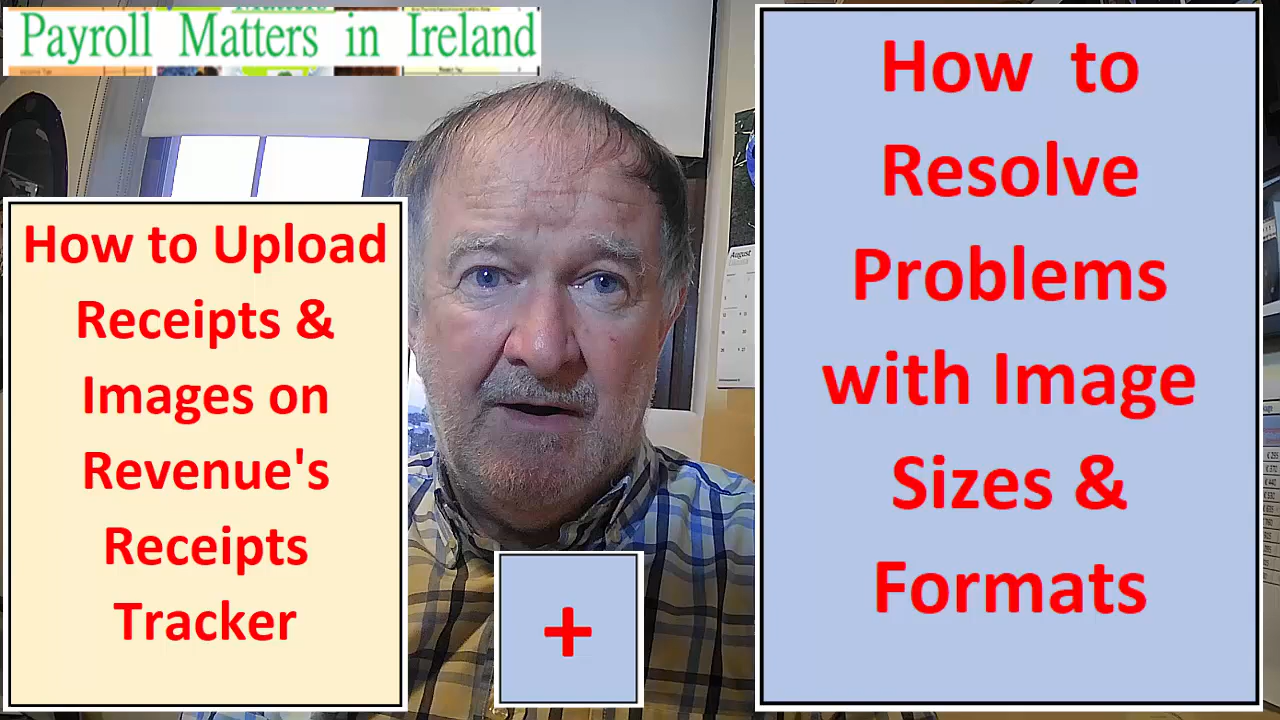 Payroll Matters in Ireland
How to Upload
Receipts &
Images on
Revenue's
Receipts
Tracker
+
How to
Resolve
Problems
with Image
Sizes &
Formats
August